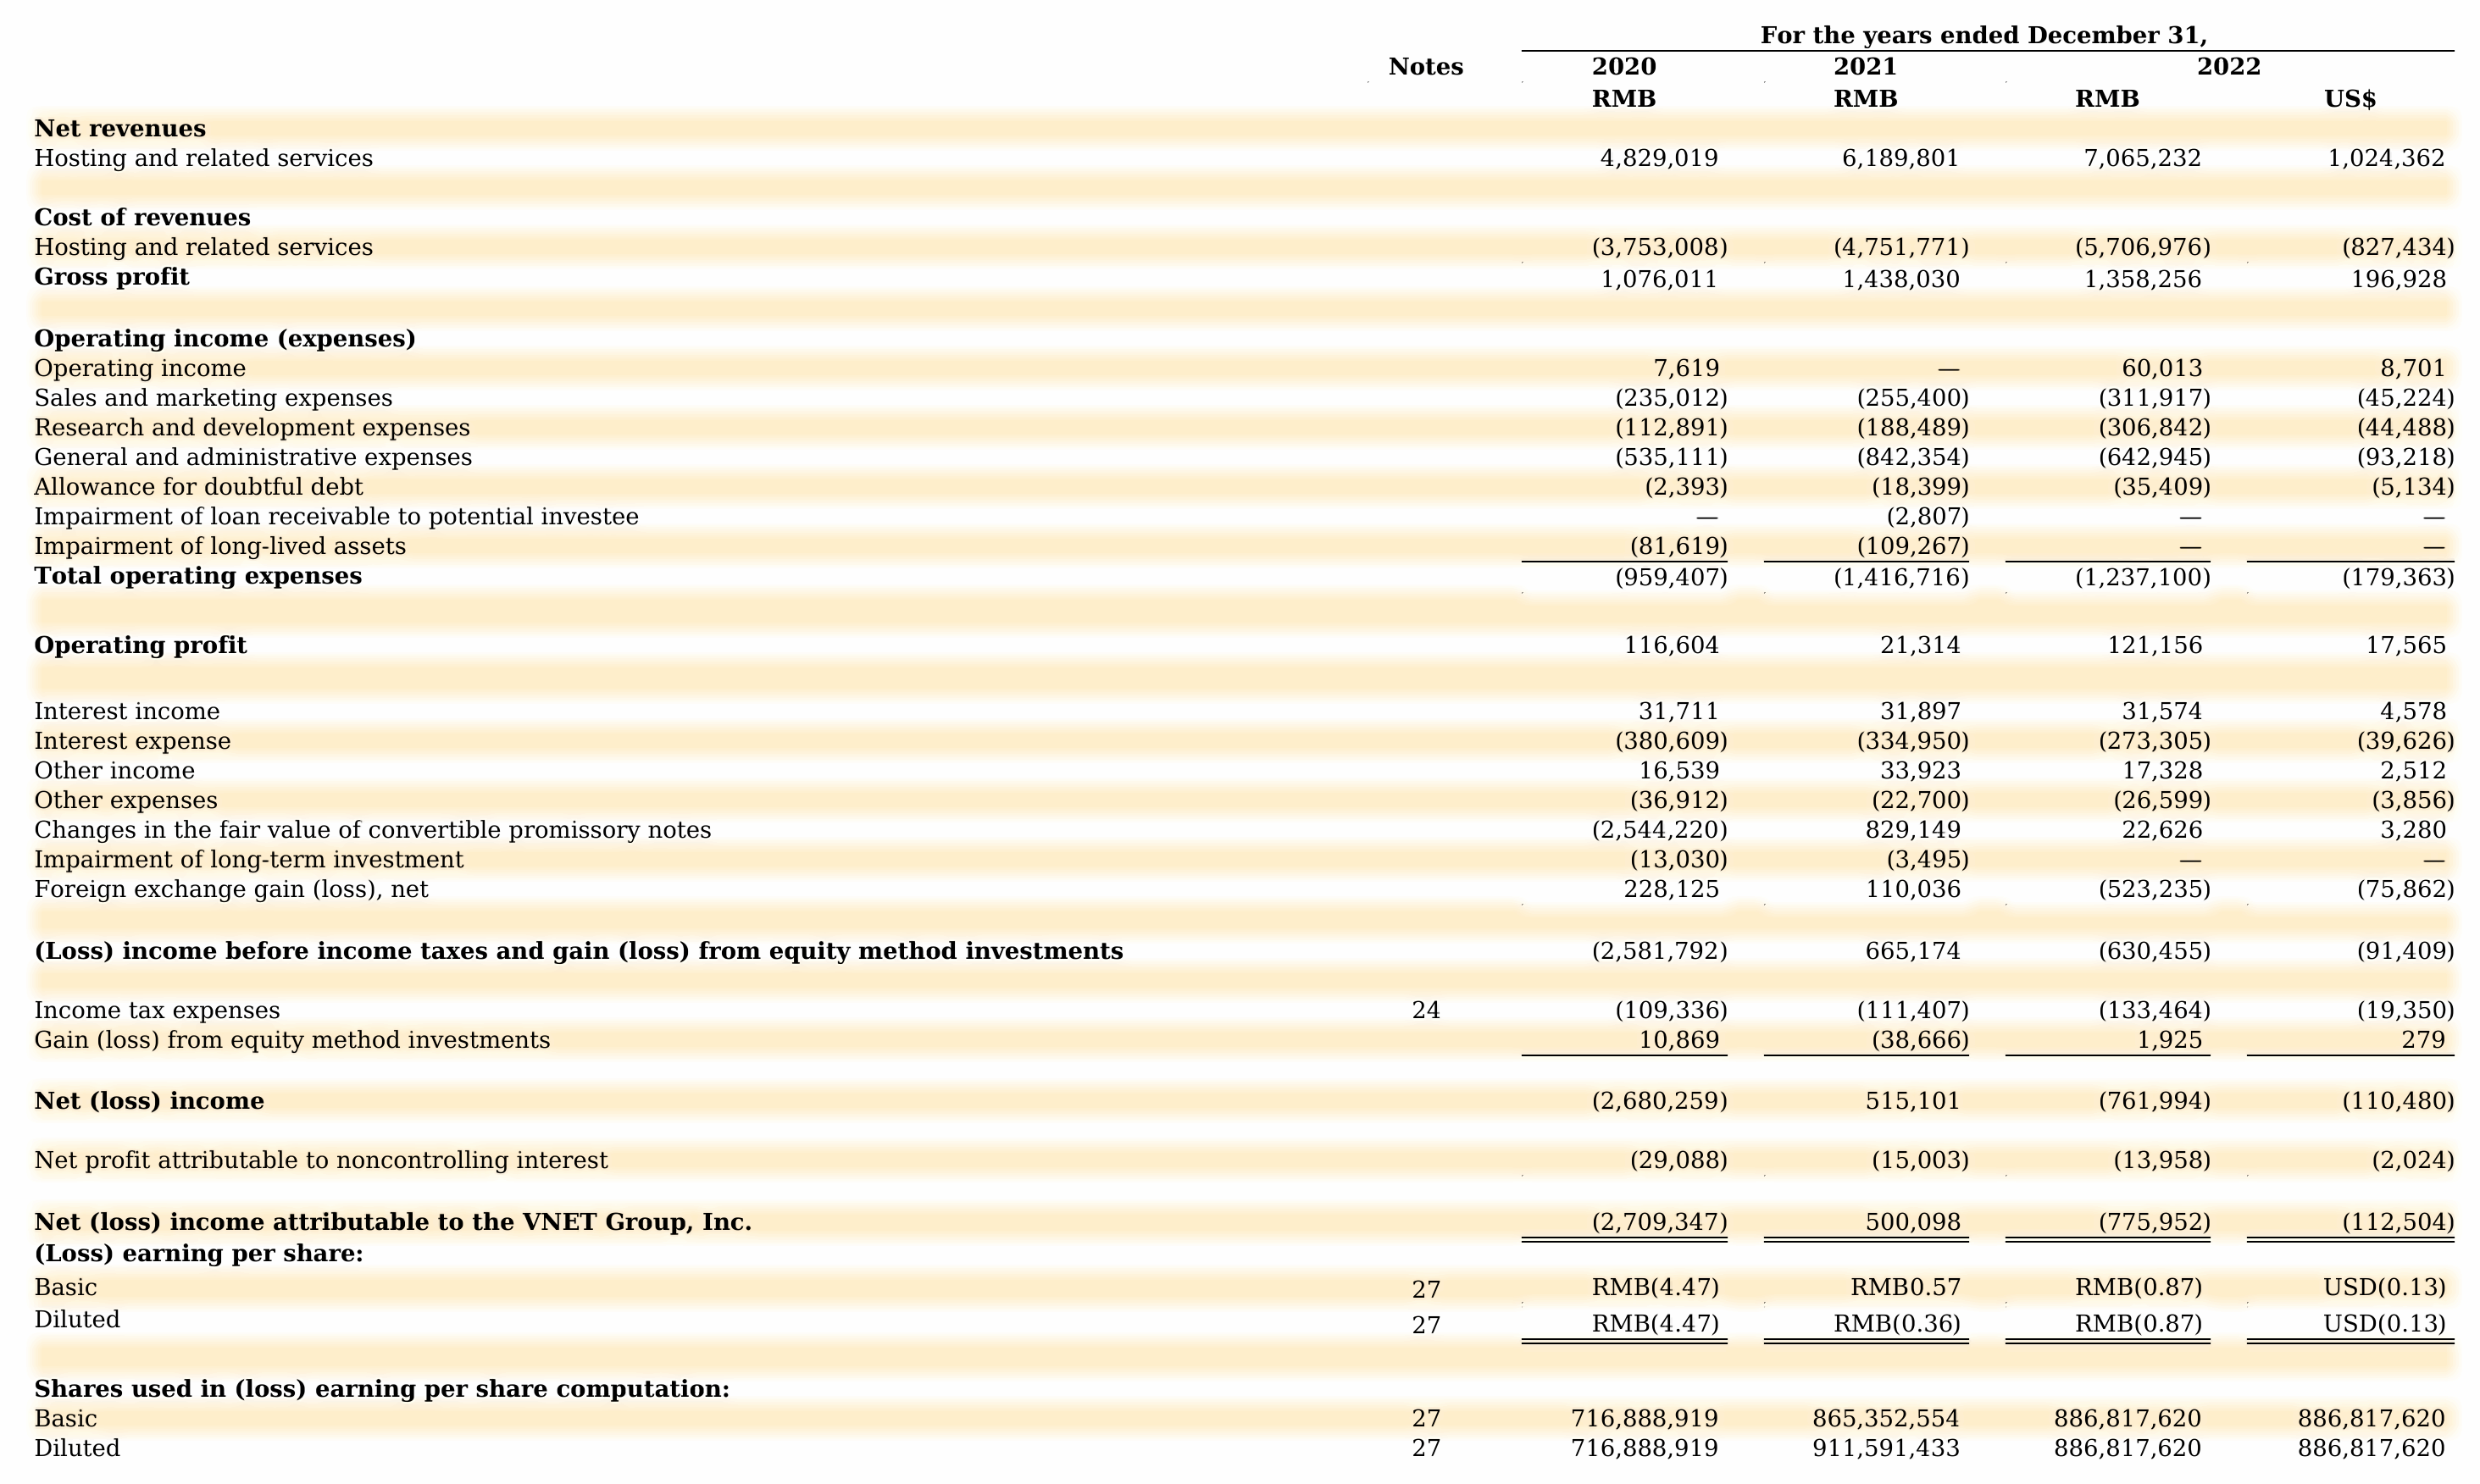 For the years ended December 31,
Notes 2020 2021 2022
RMB RMB RMB US$
Net revenues
Hosting and related services 4,829,019 6,189,801 7,065,232 1,024,362
Cost of revenues
Hosting and related services (3,753,008) (4,751,771) (5,706,976) (827,434)
Gross profit 1,076,011 1,438,030 1,358,256 196,928
Operating income (expenses)
Operating income 7,619 — 60,013 8,701
Sales and marketing expenses (235,012) (255,400) (311,917) (45,224)
Research and development expenses (112,891) (188,489) (306,842) (44,488)
General and administrative expenses (535,111) (842,354) (642,945) (93,218)
Allowance for doubtful debt (2,393) (18,399) (35,409) (5,134)
Impairment of loan receivable to potential investee — (2,807) — —
Impairment of long-lived assets (81,619) (109,267) — —
Total operating expenses (959,407) (1,416,716) (1,237,100) (179,363)
Operating profit 116,604 21,314 121,156 17,565
Interest income 31,711 31,897 31,574 4,578
Interest expense (380,609) (334,950) (273,305) (39,626)
Other income 16,539 33,923 17,328 2,512
Other expenses (36,912) (22,700) (26,599) (3,856)
Changes in the fair value of convertible promissory notes (2,544,220) 829,149 22,626 3,280
Impairment of long-term investment (13,030) (3,495) — —
Foreign exchange gain (loss), net 228,125 110,036 (523,235) (75,862)
(Loss) income before income taxes and gain (loss) from equity method investments (2,581,792) 665,174 (630,455) (91,409)
Income tax expenses 24 (109,336) (111,407) (133,464) (19,350)
Gain (loss) from equity method investments 10,869 (38,666) 1,925 279
Net (loss) income (2,680,259) 515,101 (761,994) (110,480)
Net profit attributable to noncontrolling interest (29,088) (15,003) (13,958) (2,024)
Net (loss) income attributable to the VNET Group, Inc. (2,709,347) 500,098 (775,952) (112,504)
(Loss) earning per share:
Basic 27 RMB(4.47) RMB0.57 RMB(0.87) USD(0.13)
Diluted 27 RMB(4.47) RMB(0.36) RMB(0.87) USD(0.13)
Shares used in (loss) earning per share computation:
Basic 27 716,888,919 865,352,554 886,817,620 886,817,620
Diluted 27 716,888,919 911,591,433 886,817,620 886,817,620